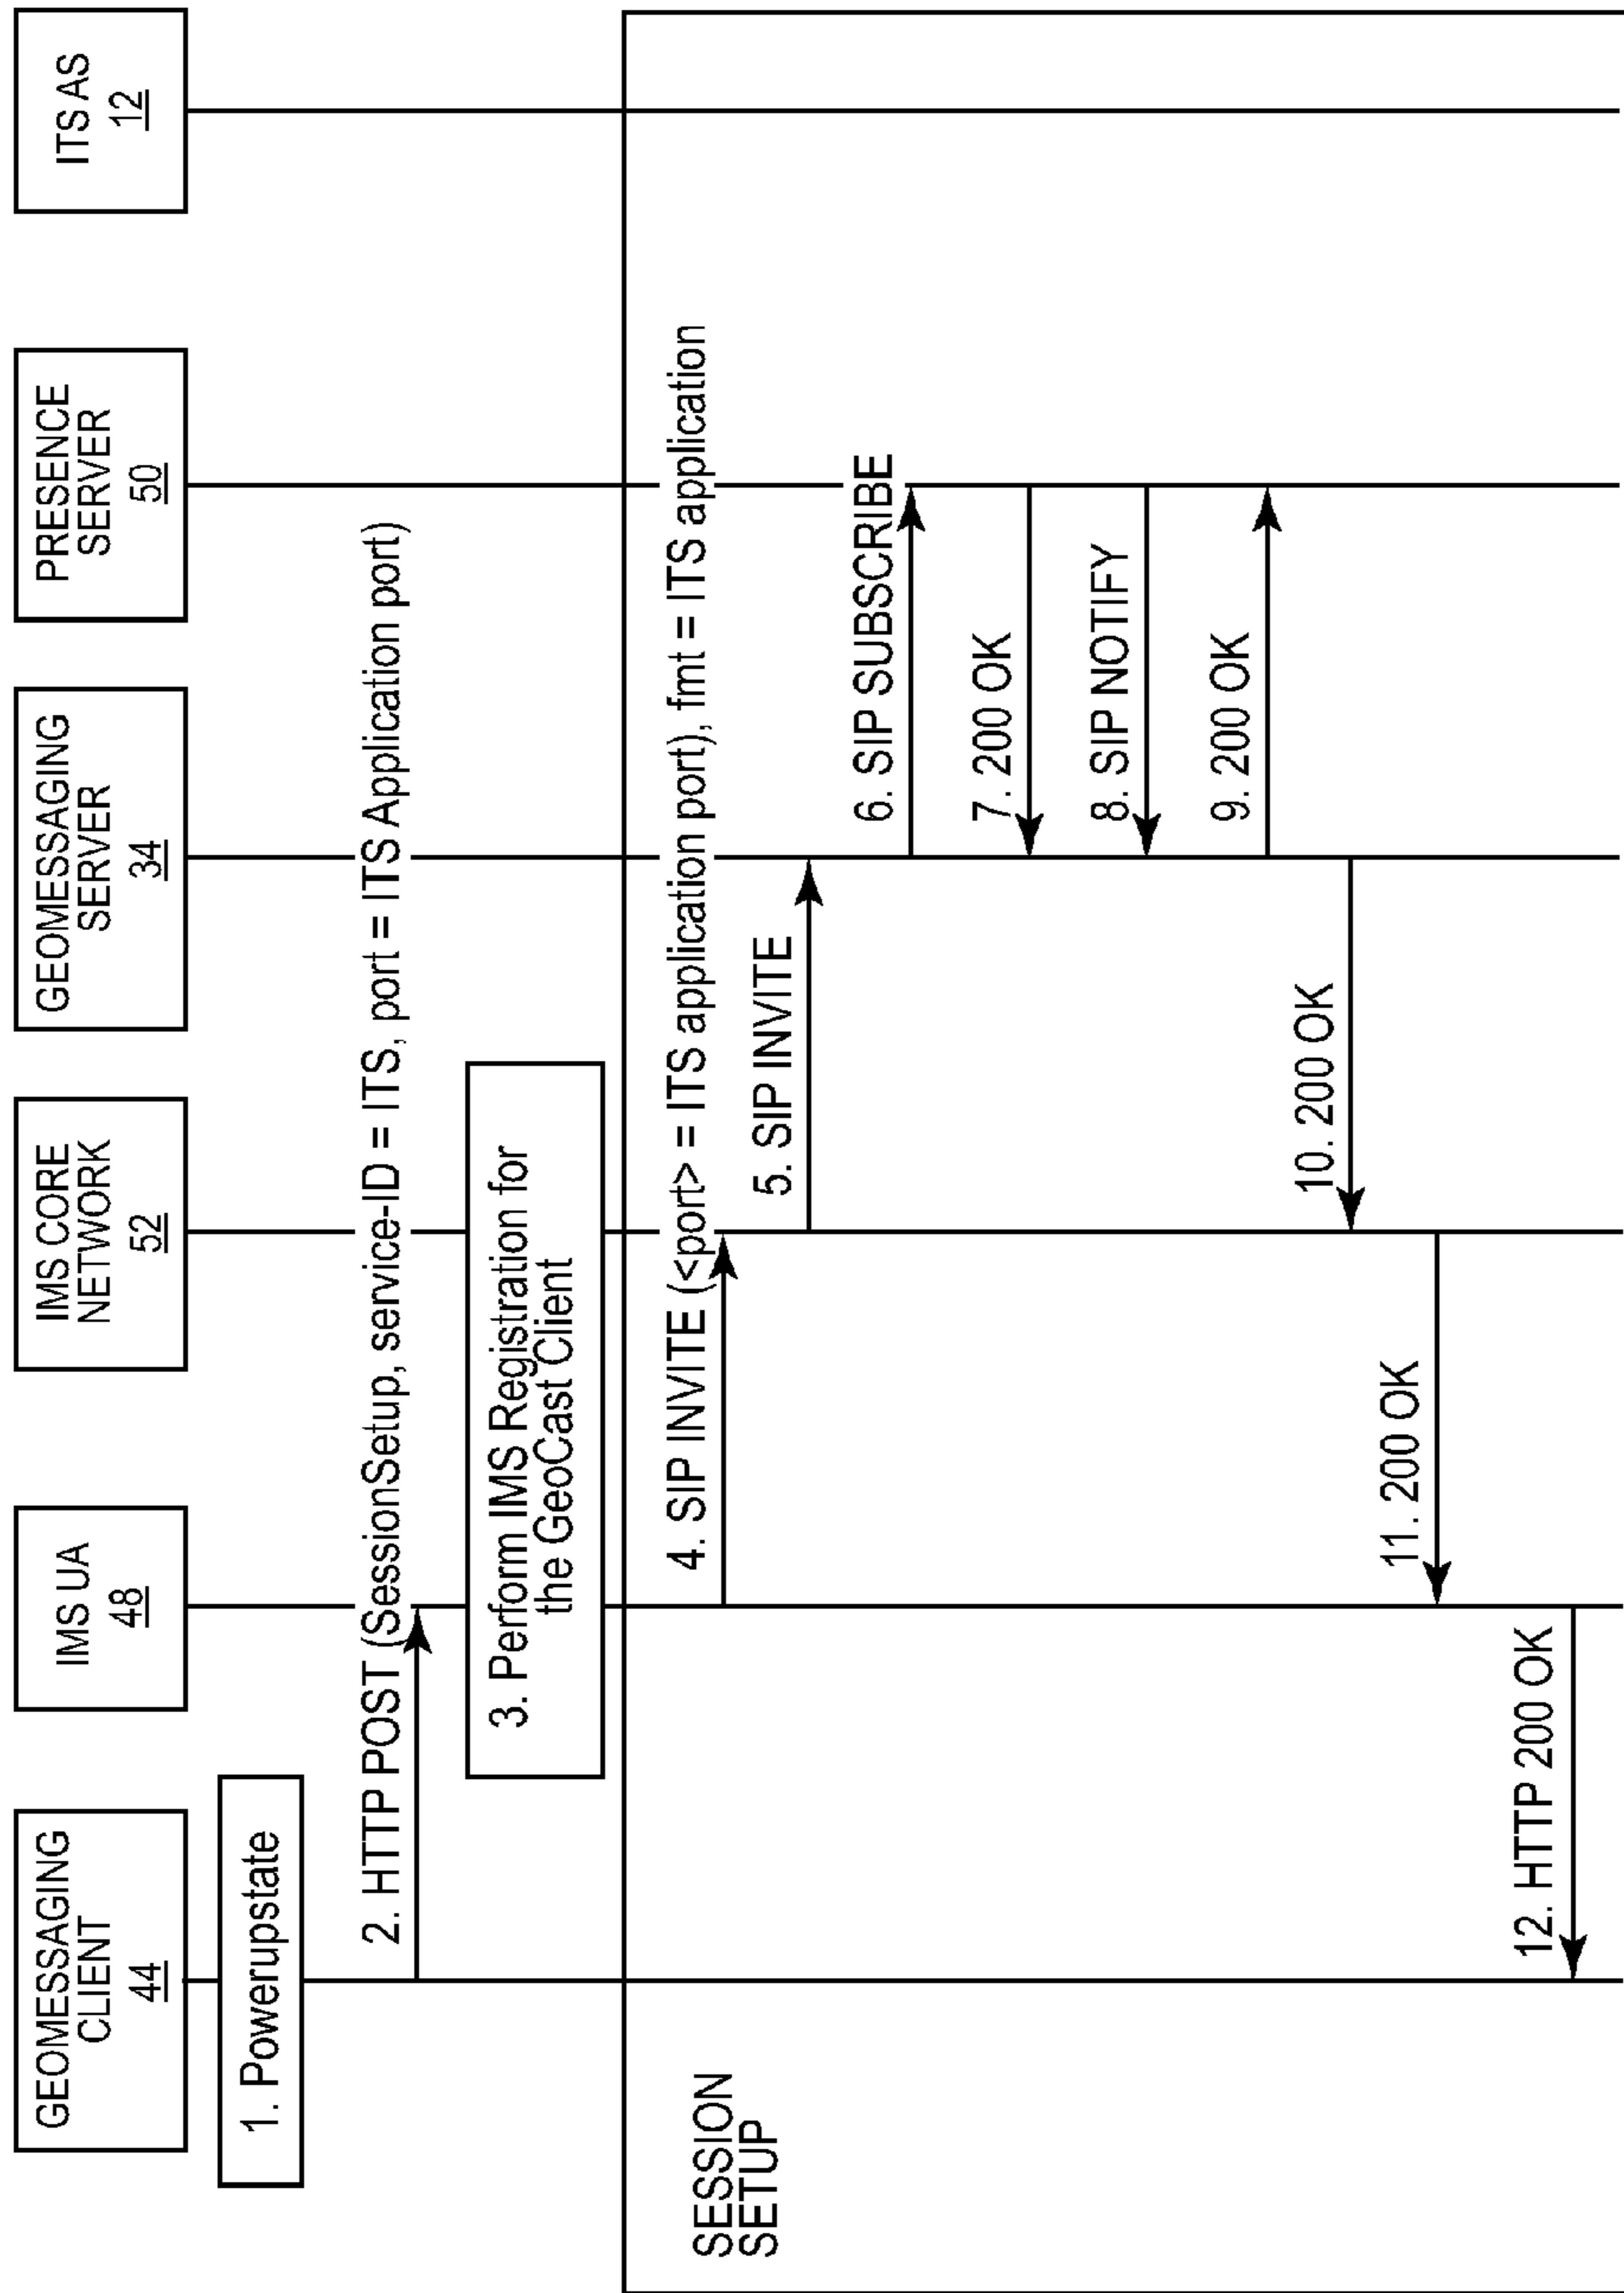 GEOMESSAGING
CLIENT
44
IMS UA
48
IMS CORE
NETWORK
52
GEOMESSAGING
SERVER
34
PRESENCE
SERVER
50
ITS AS
12
1. Powerupstate
2. HTTP POST (SessionSetup, service-ID = ITS, port = ITS Application port)
3. Perform IMS Registration for
the GeoCast Client
SESSION
SETUP
4. SIP INVITE (<port> = ITS application port), fmt = ITS application
5. SIP INVITE
6. SIP SUBSCRIBE
7. 200 OK
8. SIP NOTIFY
9. 200 OK
10. 200 OK
11. 200 OK
12. HTTP 200 OK